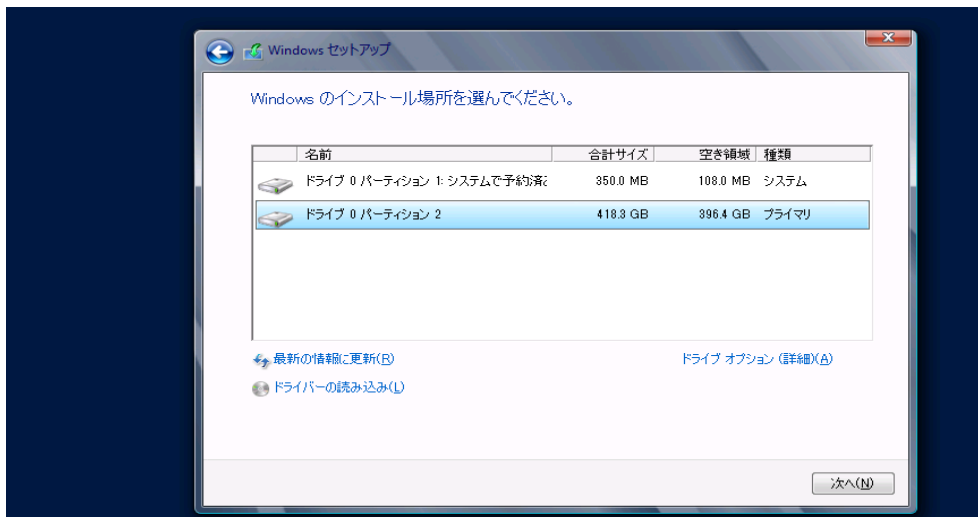 Windows セットアップ
Windows のインストール場所を選んでください。
名前 合計サイズ 空き領域 種類
ドライブ 0 パーティション 1: システムで予約済 350.0 MB 108.0 MB システム
ドライブ 0 パーティション 2 418.3 GB 396.4 GB プライマリ
最新の情報に更新(R) ドライブ オプション (詳細)(A)
ドライバーの読み込み(L)
次へ(N)